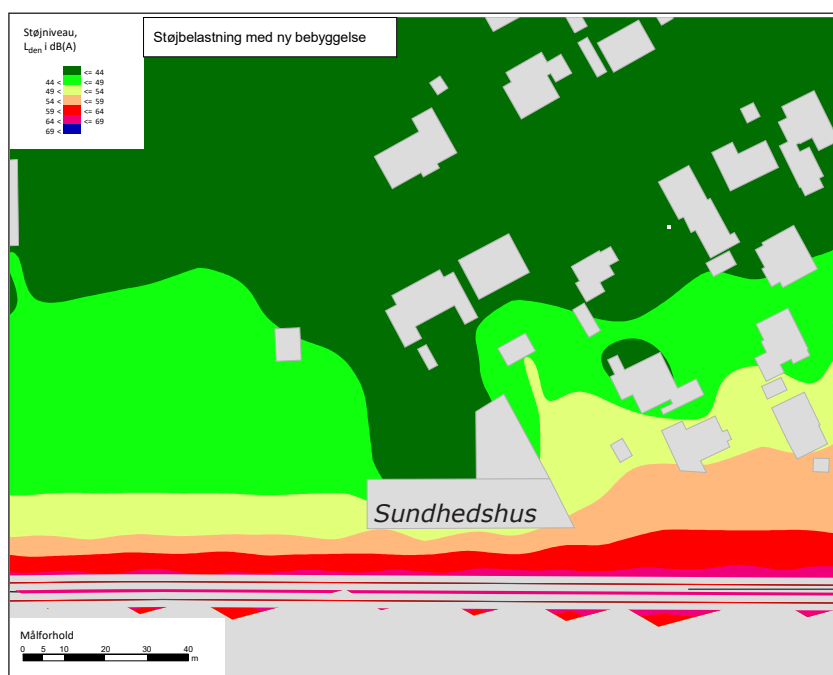 Støjniveau,
Lden i dB(A)
Støjbelastning med ny bebyggelse
<= 44
44 < <= 49
49 < <= 54
54 < <= 59
59 < <= 64
64 < <= 69
69 <
Sundhedshus
Målforhold
0 5 10 20 30 40
m